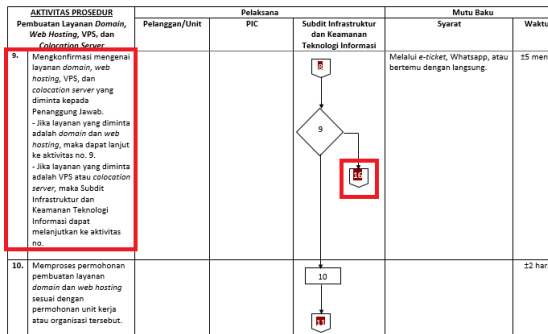 AKTIVITAS PROSEDUR
Pelaksana
Mutu Baku
Pembuatan Layanan Domain,
Web Hosting, VPS, dan
Colocation Server
Pelanggan/Unit
PIC
Subdit Infrastruktur
dan Keamanan
Teknologi Informasi
Syarat
Waktu
9.
Mengkonfirmasi mengenai
layanan domain, web
hosting, VPS, dan
colocation server yang
diminta kepada
Penanggung Jawab.
- Jika layanan yang diminta
adalah domain dan web
hosting, maka dapat lanjut
ke aktivitas no. 9.
- Jika layanan yang diminta
adalah VPS atau colocation
server, maka Subdit
Infrastruktur dan
Keamanan Teknologi
Informasi dapat
melanjutkan ke aktivitas
no.
8
9
16
Melalui e-ticket, Whatsapp, atau
bertemu dengan langsung.
±5 men
10.
Memproses permohonan
pembuatan layanan
domain dan web hosting
sesuai dengan
permohonan unit kerja
atau organisasi tersebut.
10
11
±2 har